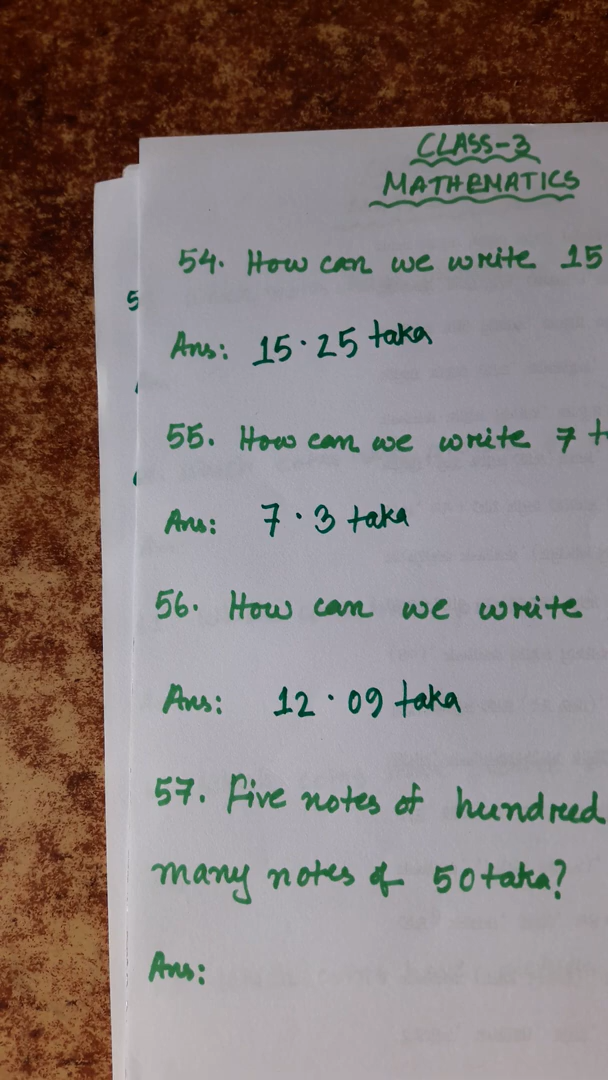 CLASS-3
MATHEMATICS
54. How can we write 15
5
Ans: 15.25 taka
55. How can we write 7
Ans: 7.3 taka
56. How can we write
Ans: 12.09 taka
57. Five notes of hundred
many notes of 50 taka?
Ans: